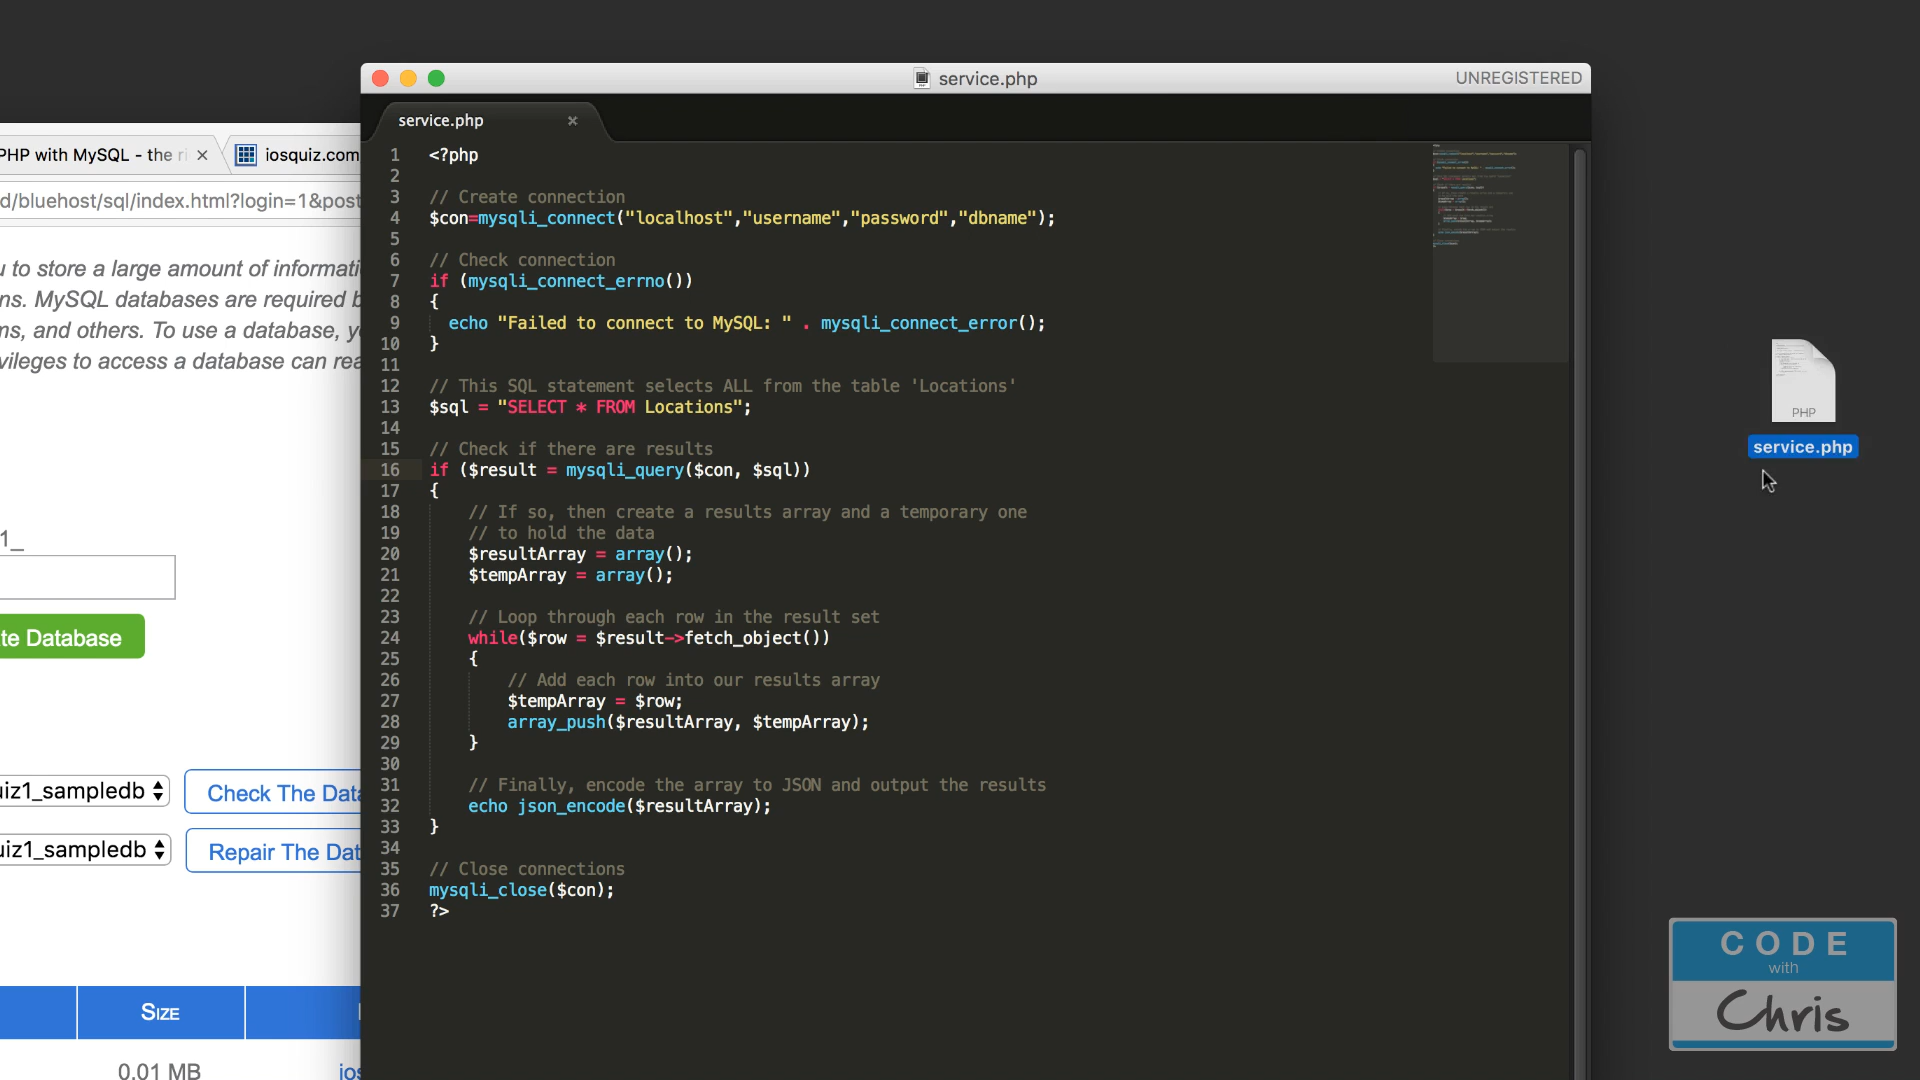 service.php
UNREGISTERED
service.php
PHP with MySQL - the ri
iosquiz.com
d/bluehost/sql/index.html?login=1&post
u to store a large amount of informati
ns. MySQL databases are required b
ms, and others. To use a database, y
vileges to access a database can rea
1_
te Database
iz1_sampledb
Check The Data
iz1_sampledb
Repair The Dat
SIZE
0.01 MB
ios
1 <?php
2
3 // Create connection
4 $con=mysqli_connect("localhost","username","password","dbname");
5
6 // Check connection
7 if (mysqli_connect_errno())
8 {
9   echo "Failed to connect to MySQL: " . mysqli_connect_error();
10 }
11
12 // This SQL statement selects ALL from the table 'Locations'
13 $sql = "SELECT * FROM Locations";
14
15 // Check if there are results
16 if ($result = mysqli_query($con, $sql))
17 {
18     // If so, then create a results array and a temporary one
19     // to hold the data
20     $resultArray = array();
21     $tempArray = array();
22
23     // Loop through each row in the result set
24     while($row = $result->fetch_object())
25     {
26         // Add each row into our results array
27         $tempArray = $row;
28         array_push($resultArray, $tempArray);
29     }
30
31     // Finally, encode the array to JSON and output the results
32     echo json_encode($resultArray);
33 }
34
35 // Close connections
36 mysqli_close($con);
37 ?>
PHP
service.php
CODE
with
Chris